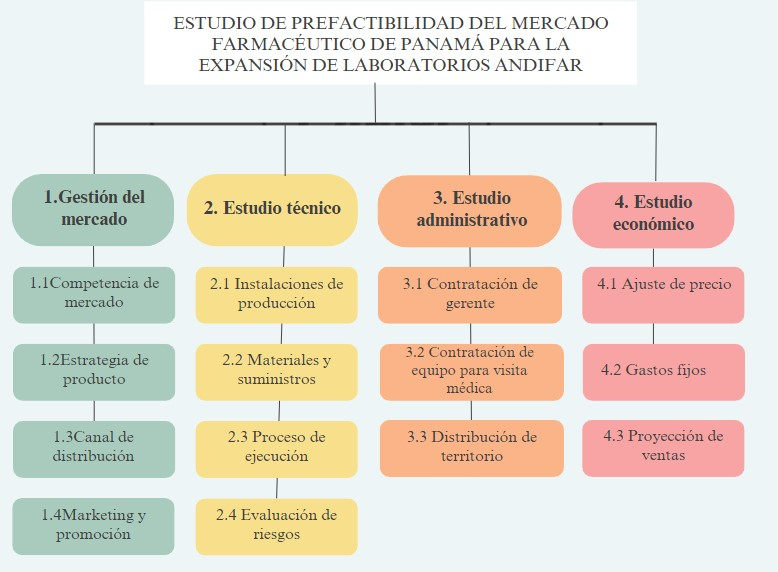 ESTUDIO DE PREFACTIBILIDAD DEL MERCADO
FARMACÉUTICO DE PANAMÁ PARA LA
EXPANSIÓN DE LABORATORIOS ANDIFAR
1.Gestión del
mercado
1.1Competencia de
mercado
1.2Estrategia de
producto
1.3Canal de
distribución
1.4Marketing y
promoción
2. Estudio técnico
2.1 Instalaciones de
producción
2.2 Materiales y
suministros
2.3 Proceso de
ejecución
2.4 Evaluación de
riesgos
3. Estudio
administrativo
3.1 Contratación de
gerente
3.2 Contratación de
equipo para visita
médica
3.3 Distribución de
territorio
4. Estudio
económico
4.1 Ajuste de precio
4.2 Gastos fijos
4.3 Proyección de
ventas